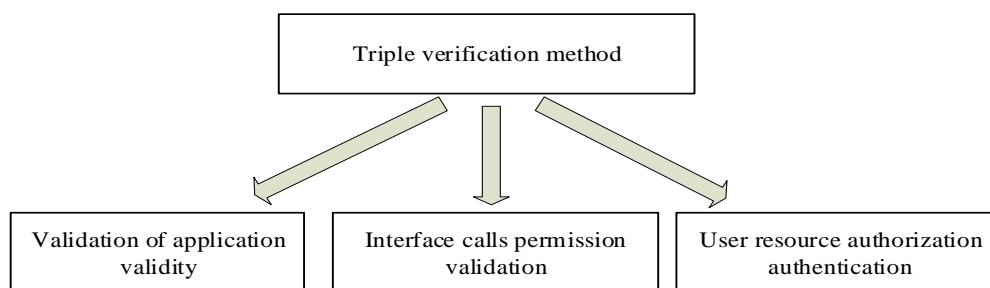 Triple verification method
Validation of application
validity
Interface calls permission
validation
User resource authorization
authentication